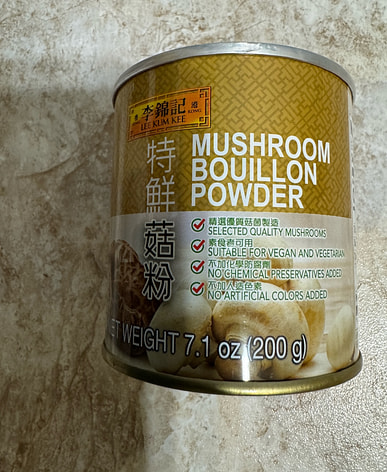 香 李錦記 港
LEE KUM KEE KONG
特鮮菇粉
MUSHROOM
BOUILLON
POWDER
精選優質菇菌製造
SELECTED QUALITY MUSHROOMS
素食者可用
SUITABLE FOR VEGAN AND VEGETARIAN
不加化學防腐劑
NO CHEMICAL PRESERVATIVES ADDED
不加人造色素
NO ARTIFICIAL COLORS ADDED
ET WEIGHT 7.1 oz (200 g)